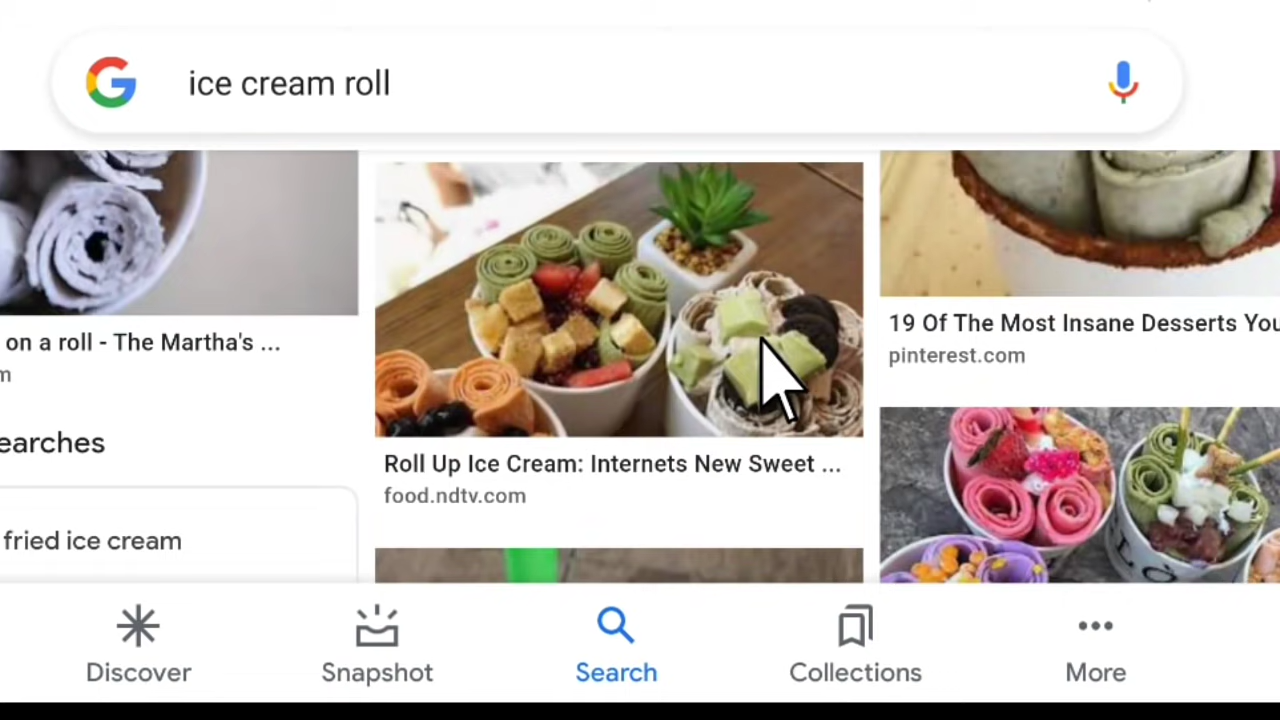 ice cream roll
on a roll - The Martha's ...
m
earches
fried ice cream
Roll Up Ice Cream: Internets New Sweet ...
food.ndtv.com
19 Of The Most Insane Desserts You
pinterest.com
LO
Discover
Snapshot
Search
Collections
More